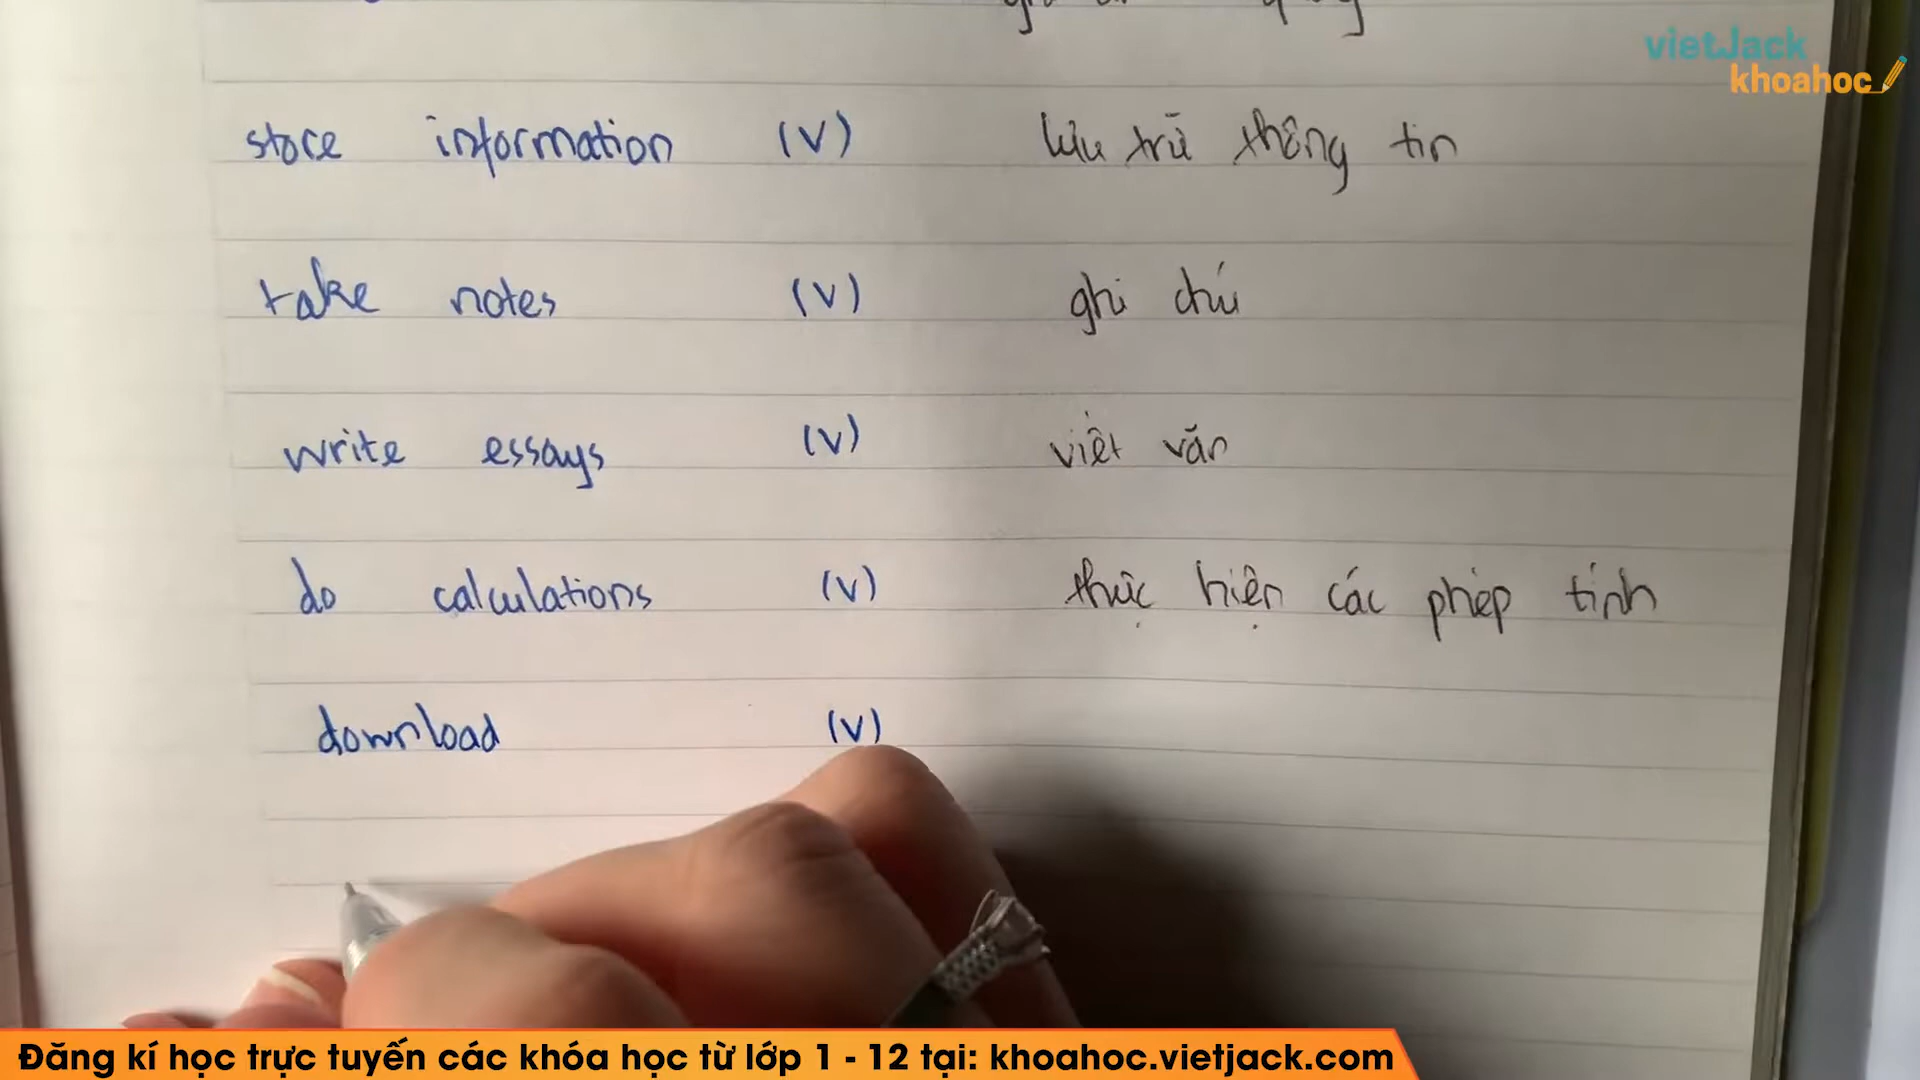 vietJack
khoahoc
store information (V) lưu trữ thông tin
take notes (V) ghi chú
write essays (V) viết văn
do calculations (V) thực hiện các phép tính
download (V)
Đăng kí học trực tuyến các khóa học từ lớp 1 - 12 tại: khoahoc.vietjack.com